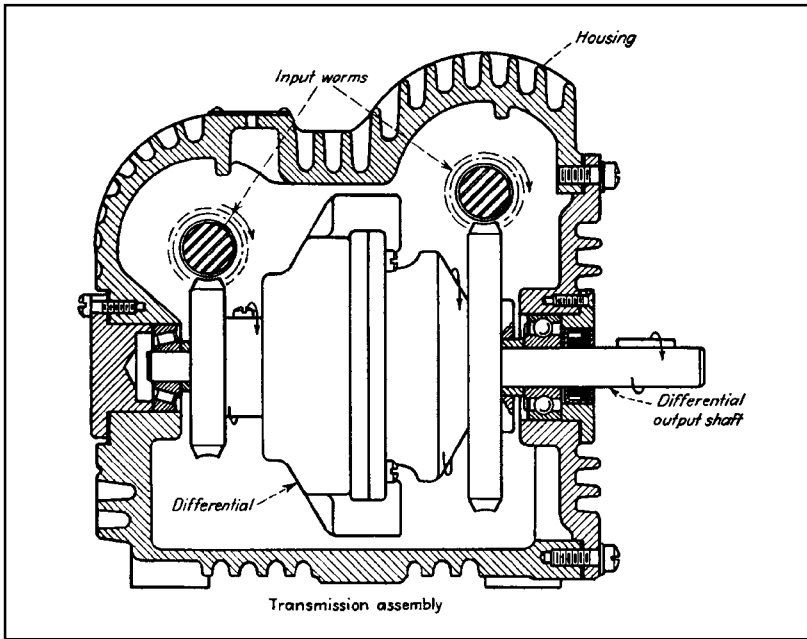 Housing
Input worms
Differential
output shaft
Differential
Transmission assembly